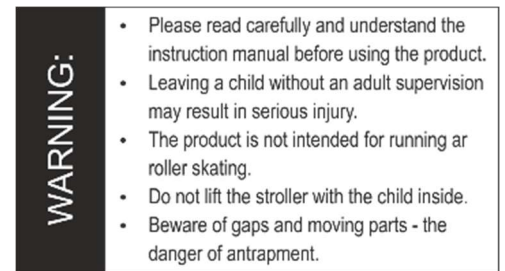 WARNING:
• Please read carefully and understand the
instruction manual before using the product.
• Leaving a child without an adult supervision
may result in serious injury.
• The product is not intended for running ar
roller skating.
• Do not lift the stroller with the child inside.
• Beware of gaps and moving parts - the
danger of antrapment.